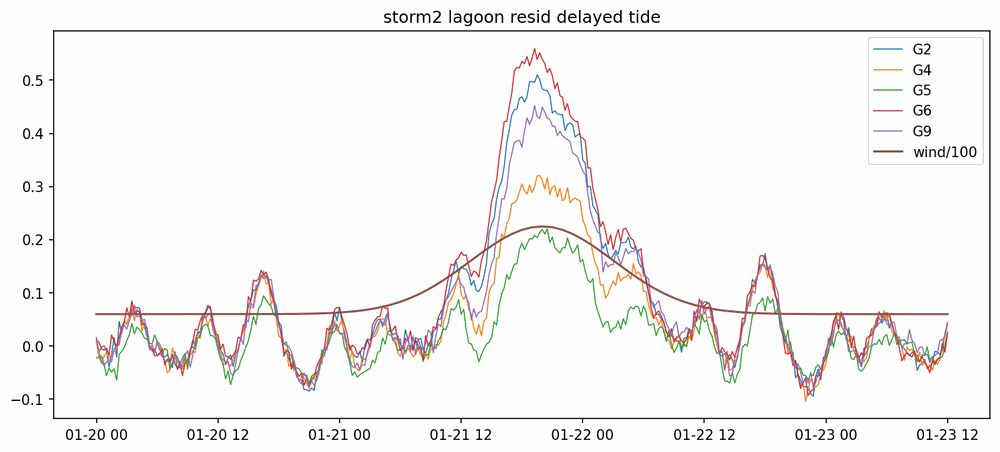 storm2 lagoon resid delayed tide
0.5
0.4
0.3
0.2
0.1
0.0
−0.1
G2
G4
G5
G6
G9
wind/100
01-20 00
01-20 12
01-21 00
01-21 12
01-22 00
01-22 12
01-23 00
01-23 12